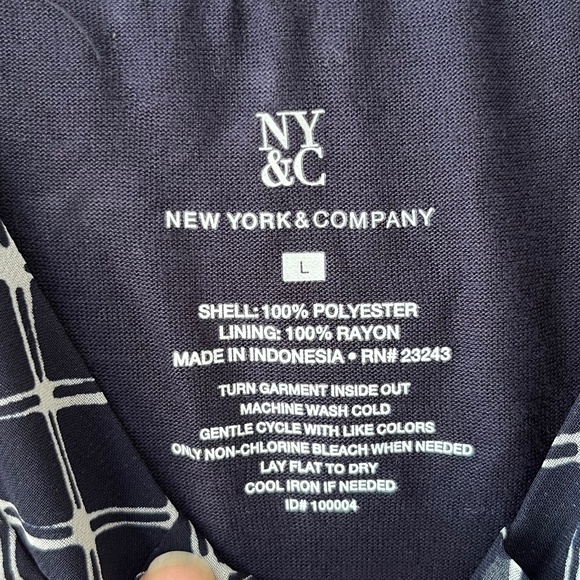 NY
&C
NEW YORK & COMPANY
L
SHELL: 100% POLYESTER
LINING: 100% RAYON
MADE IN INDONESIA • RN# 23243
TURN GARMENT INSIDE OUT
MACHINE WASH COLD
GENTLE CYCLE WITH LIKE COLORS
ONLY NON-CHLORINE BLEACH WHEN NEEDED
LAY FLAT TO DRY
COOL IRON IF NEEDED
ID# 100004